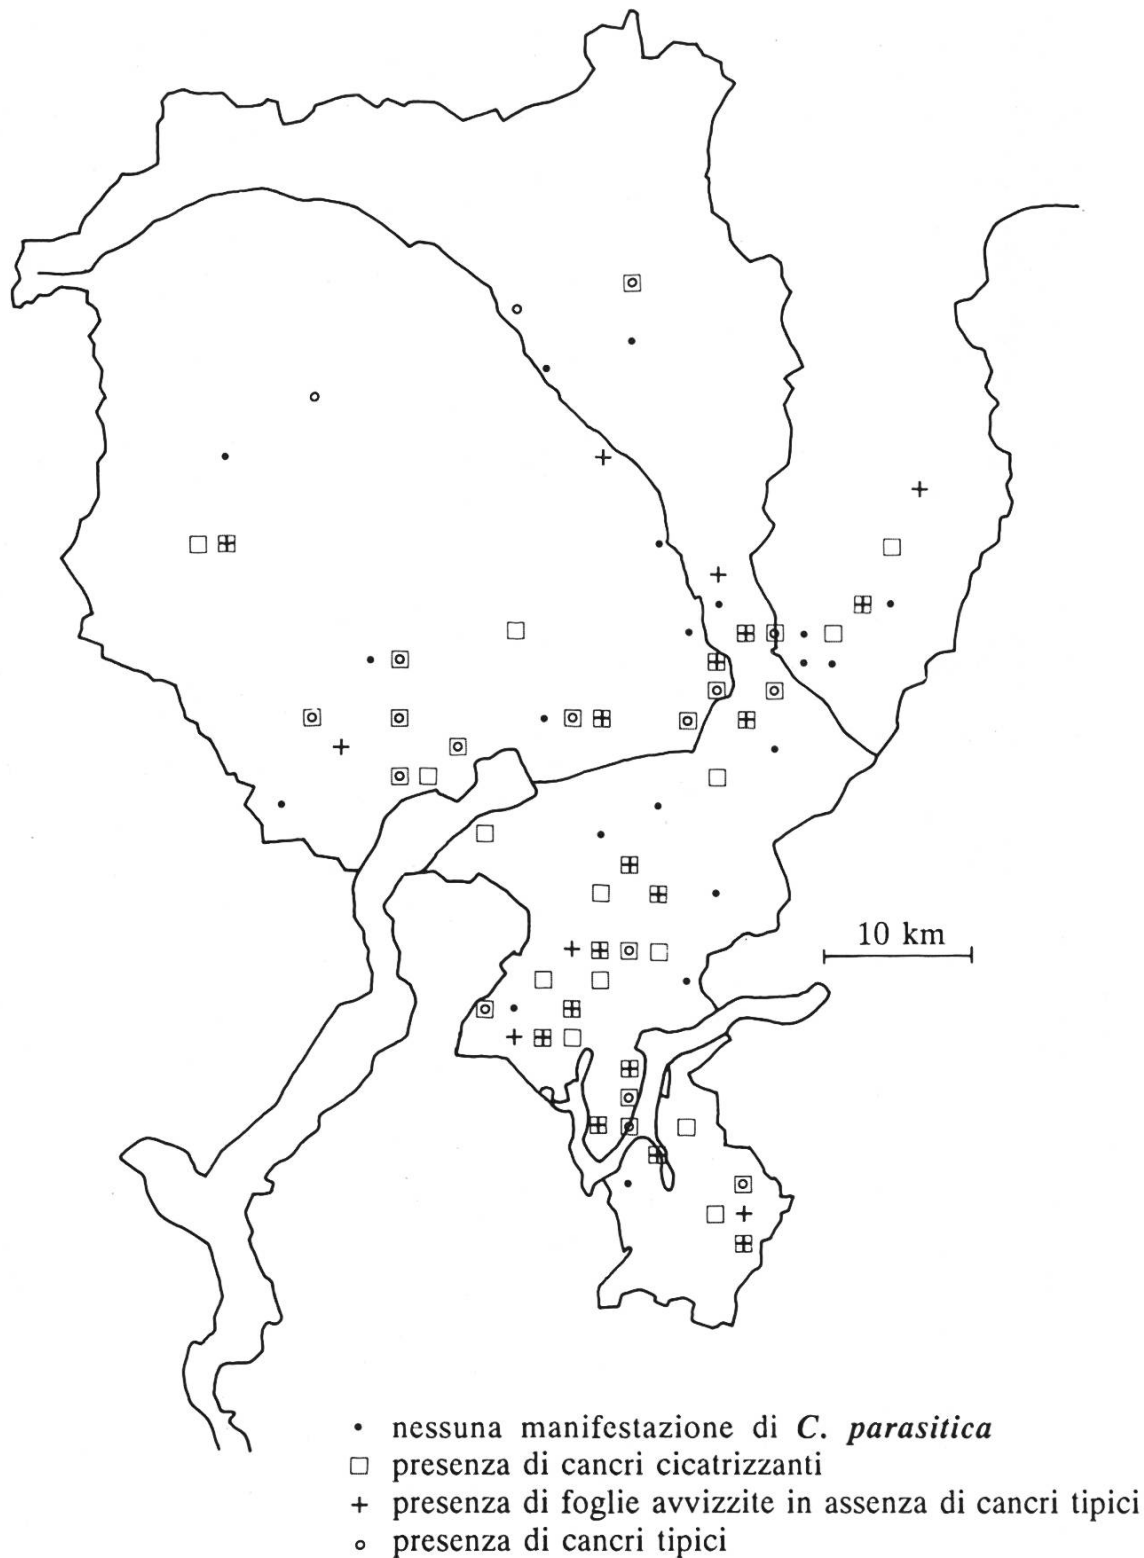 10 km
• nessuna manifestazione di C. parasitica
□ presenza di cancri cicatrizzanti
+ presenza di foglie avvizzite in assenza di cancri tipici
∘ presenza di cancri tipici